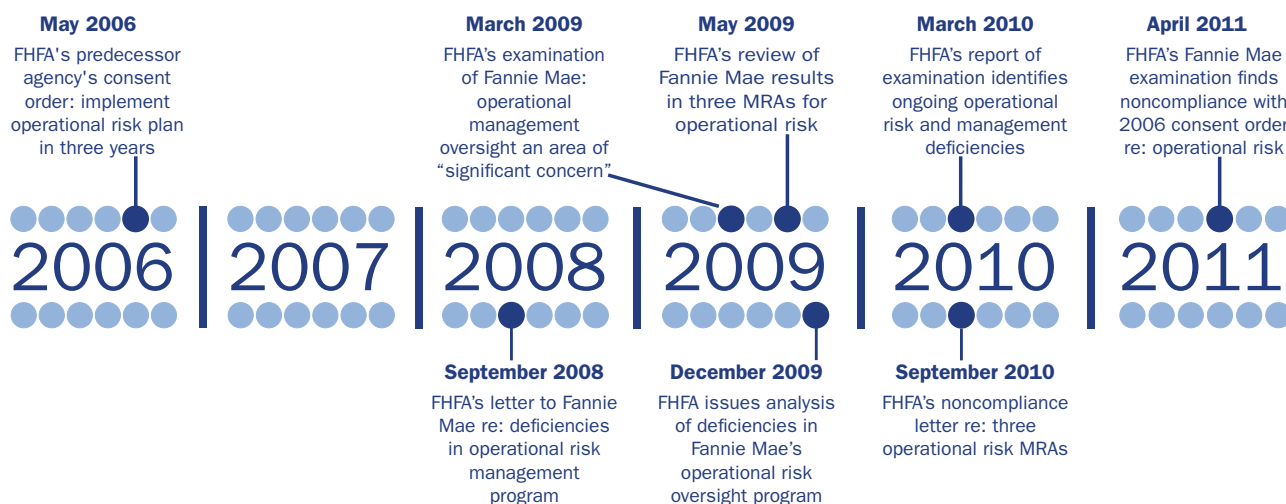 May 2006
FHFA's predecessor
agency's consent
order: implement
operational risk plan
in three years
March 2009
FHFA’s examination
of Fannie Mae:
operational
management
oversight an area of
“significant concern”
May 2009
FHFA’s review of
Fannie Mae results
in three MRAs for
operational risk
March 2010
FHFA’s report of
examination identifies
ongoing operational
risk and management
deficiencies
April 2011
FHFA’s Fannie Mae
examination finds
noncompliance with
2006 consent order
re: operational risk
2006
2007
2008
2009
2010
2011
September 2008
FHFA’s letter to Fannie
Mae re: deficiencies
in operational risk
management
program
December 2009
FHFA issues analysis
of deficiencies in
Fannie Mae’s
operational risk
oversight program
September 2010
FHFA’s noncompliance
letter re: three
operational risk MRAs